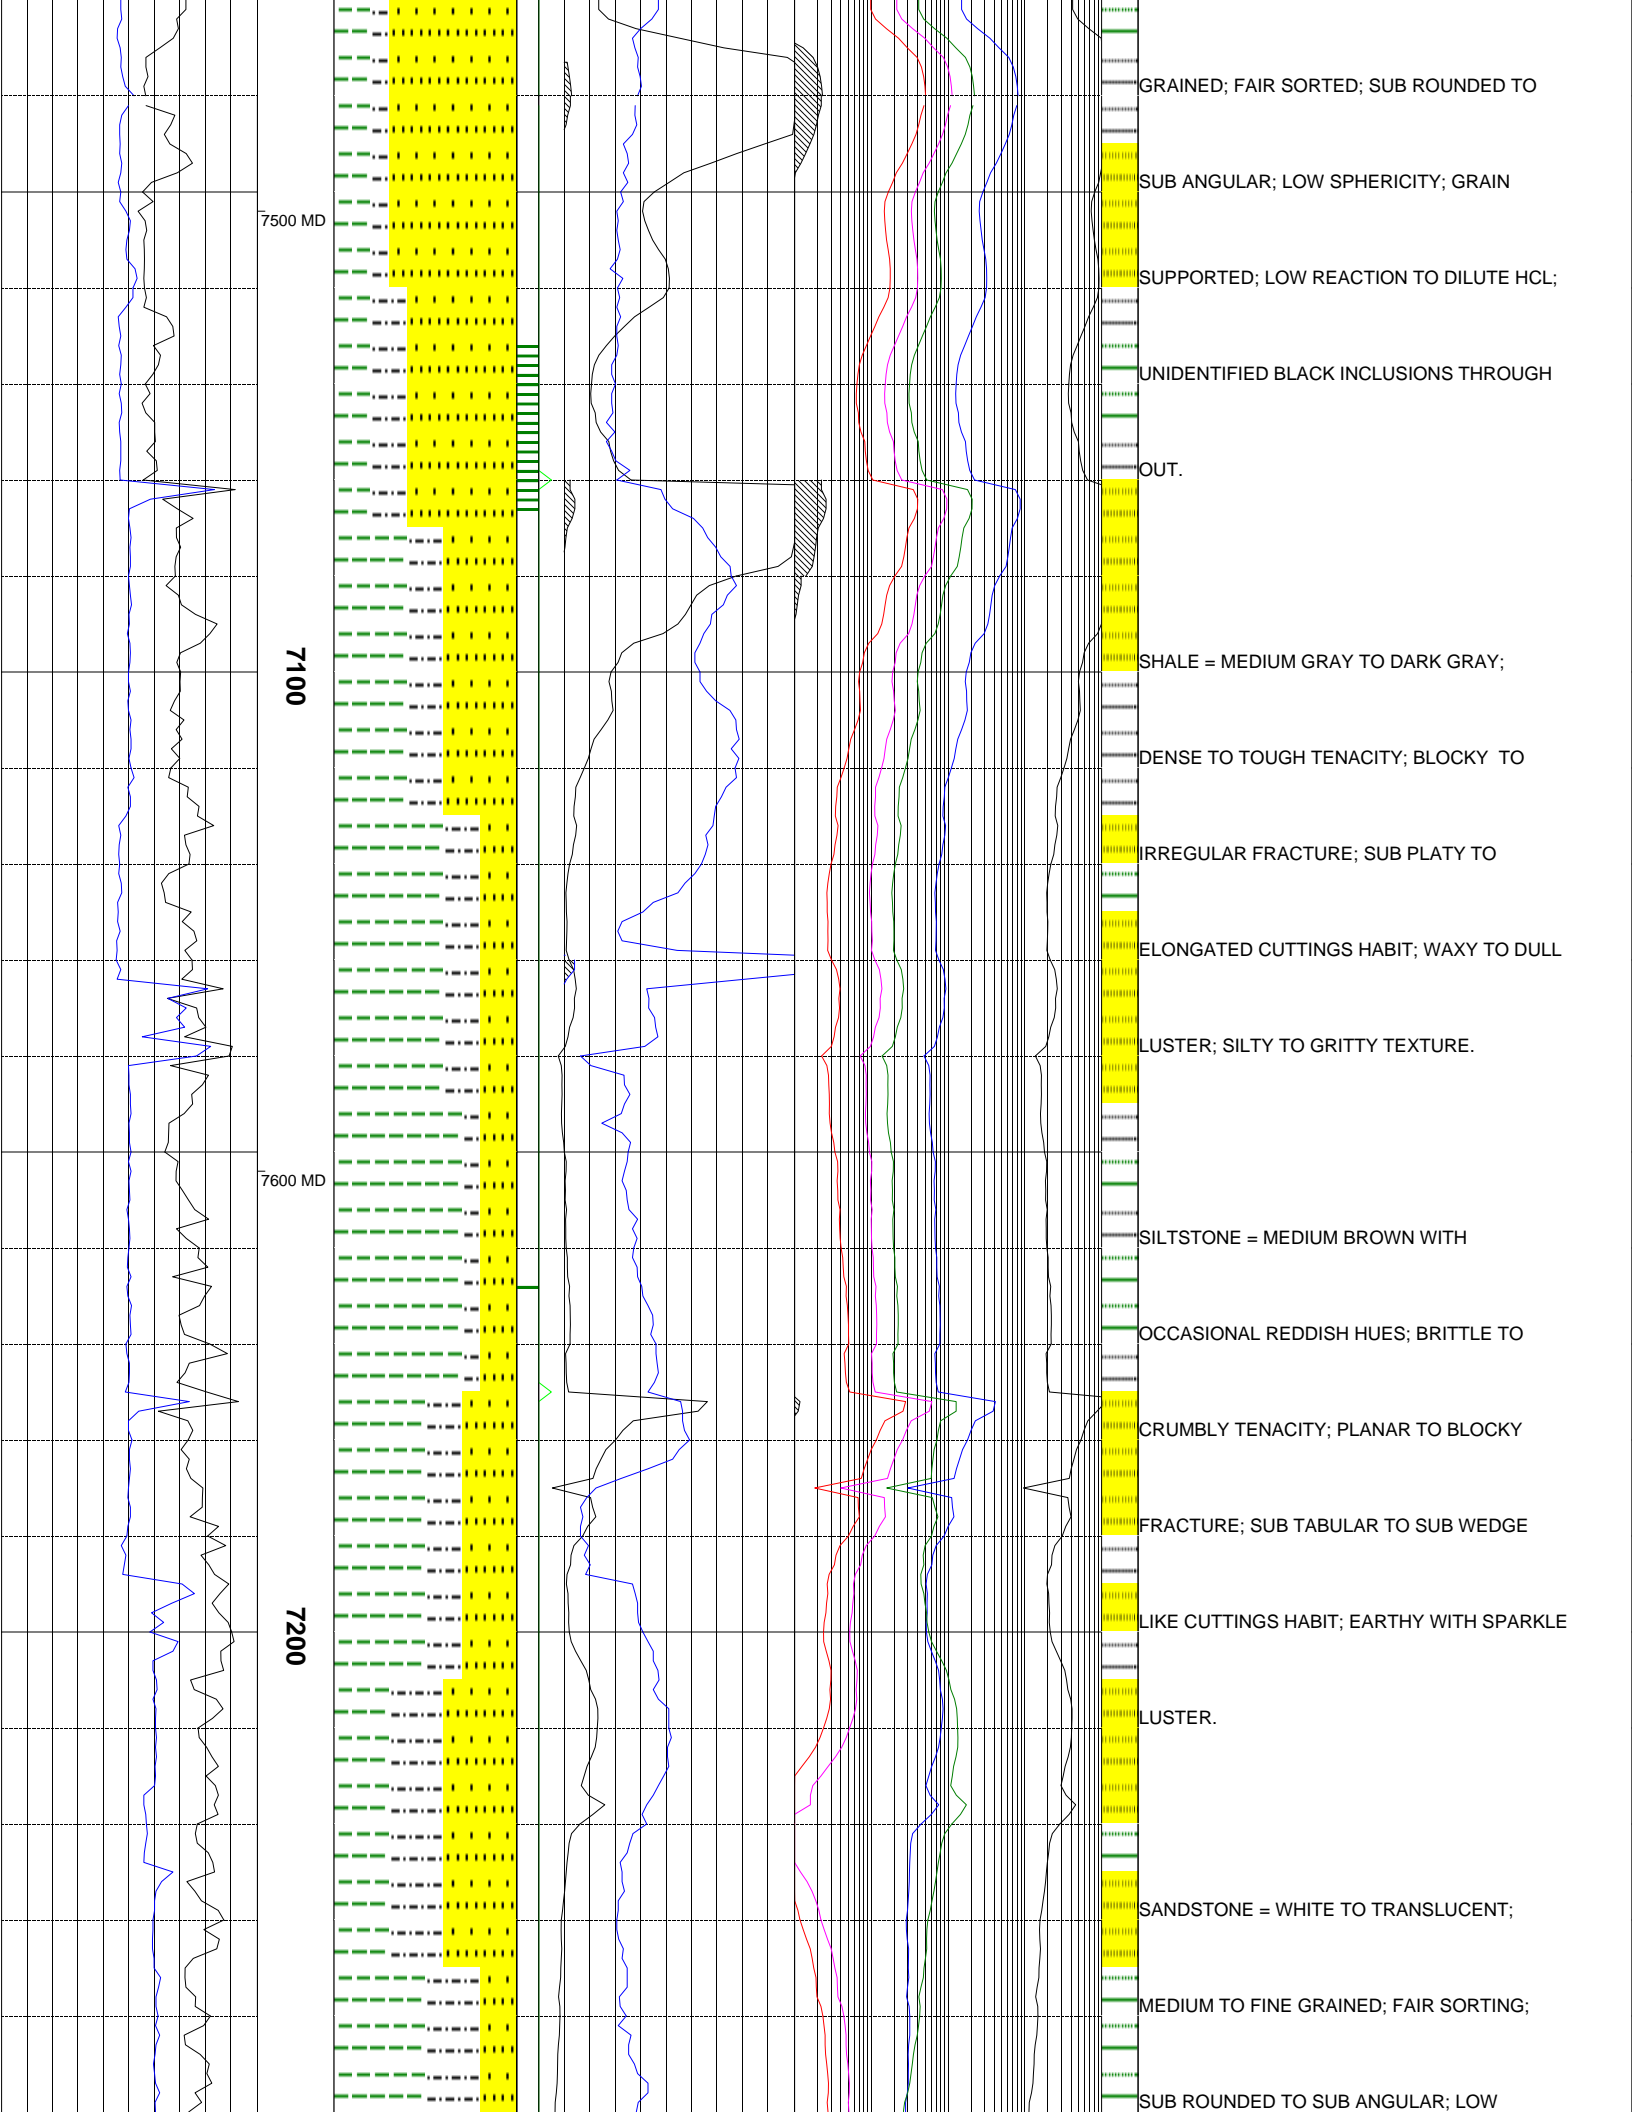 GRAINED; FAIR SORTED; SUB ROUNDED TO
SUB ANGULAR; LOW SPHERICITY; GRAIN
7500 MD
SUPPORTED; LOW REACTION TO DILUTE HCL;
UNIDENTIFIED BLACK INCLUSIONS THROUGH
OUT.
7100
SHALE = MEDIUM GRAY TO DARK GRAY;
DENSE TO TOUGH TENACITY; BLOCKY  TO
IRREGULAR FRACTURE; SUB PLATY TO
ELONGATED CUTTINGS HABIT; WAXY TO DULL
LUSTER; SILTY TO GRITTY TEXTURE.
7600 MD
SILTSTONE = MEDIUM BROWN WITH
OCCASIONAL REDDISH HUES; BRITTLE TO
CRUMBLY TENACITY; PLANAR TO BLOCKY
FRACTURE; SUB TABULAR TO SUB WEDGE
7200
LIKE CUTTINGS HABIT; EARTHY WITH SPARKLE
LUSTER.
SANDSTONE = WHITE TO TRANSLUCENT;
MEDIUM TO FINE GRAINED; FAIR SORTING;
SUB ROUNDED TO SUB ANGULAR; LOW